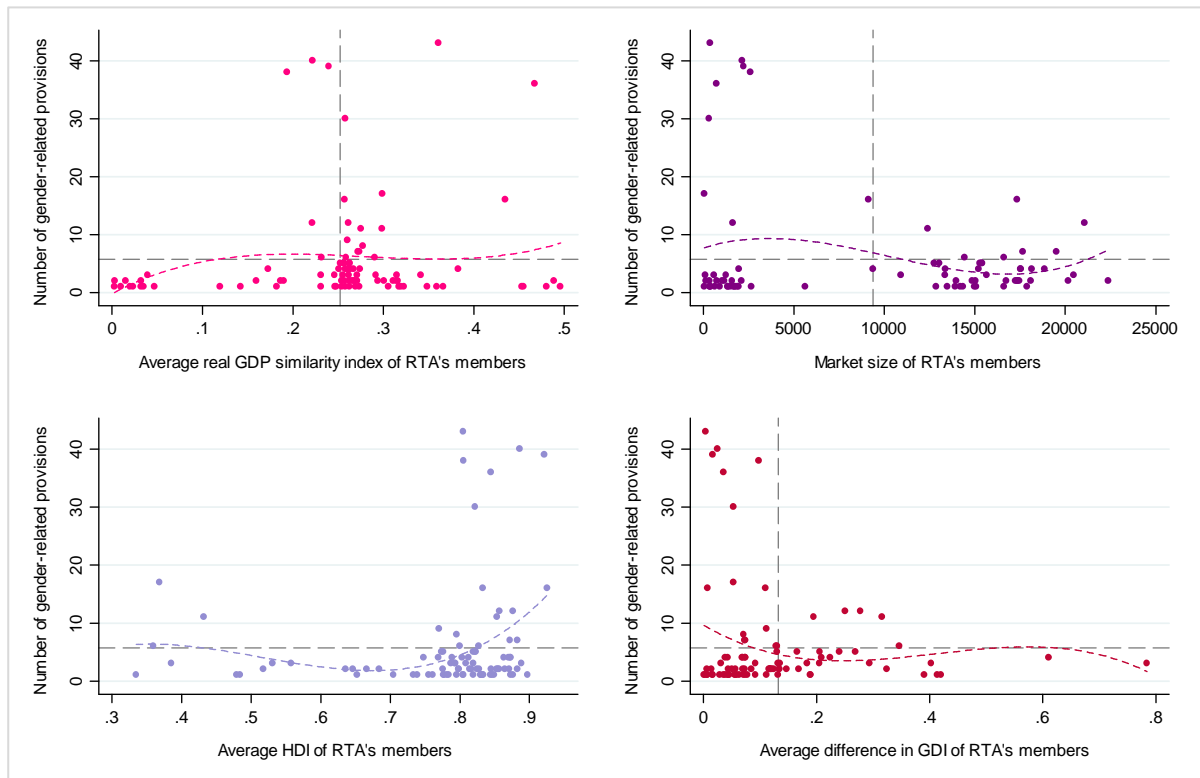 Number of gender-related provisions
40
30
20
10
0
0 .1 .2 .3 .4 .5
Average real GDP similarity index of RTA's members
Number of gender-related provisions
40
30
20
10
0
0 5000 10000 15000 20000 25000
Market size of RTA's members
Number of gender-related provisions
40
30
20
10
0
.3 .4 .5 .6 .7 .8 .9
Average HDI of RTA's members
Number of gender-related provisions
40
30
20
10
0
0 .2 .4 .6 .8
Average difference in GDI of RTA's members